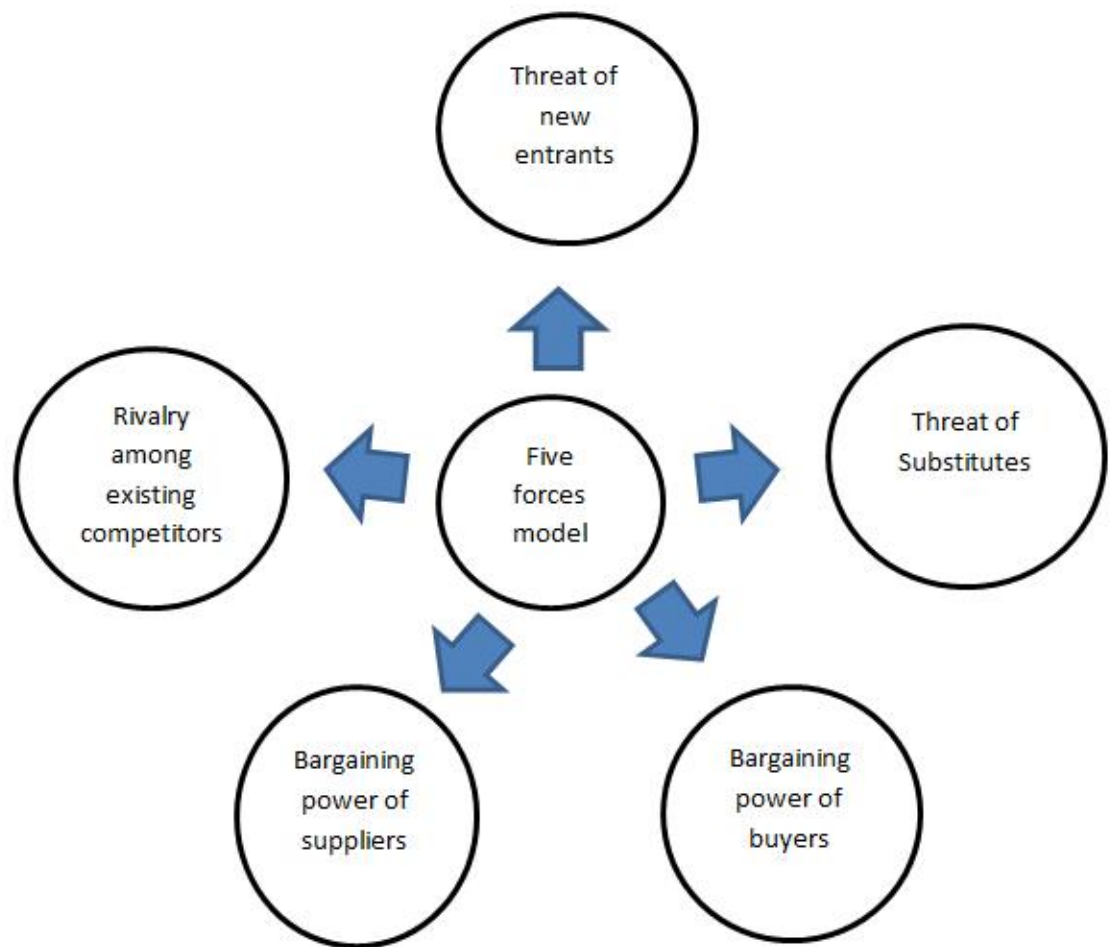 Threat of
new
entrants
Rivalry
among
existing
competitors
Five
forces
model
Threat of
Substitutes
Bargaining
power of
suppliers
Bargaining
power of
buyers